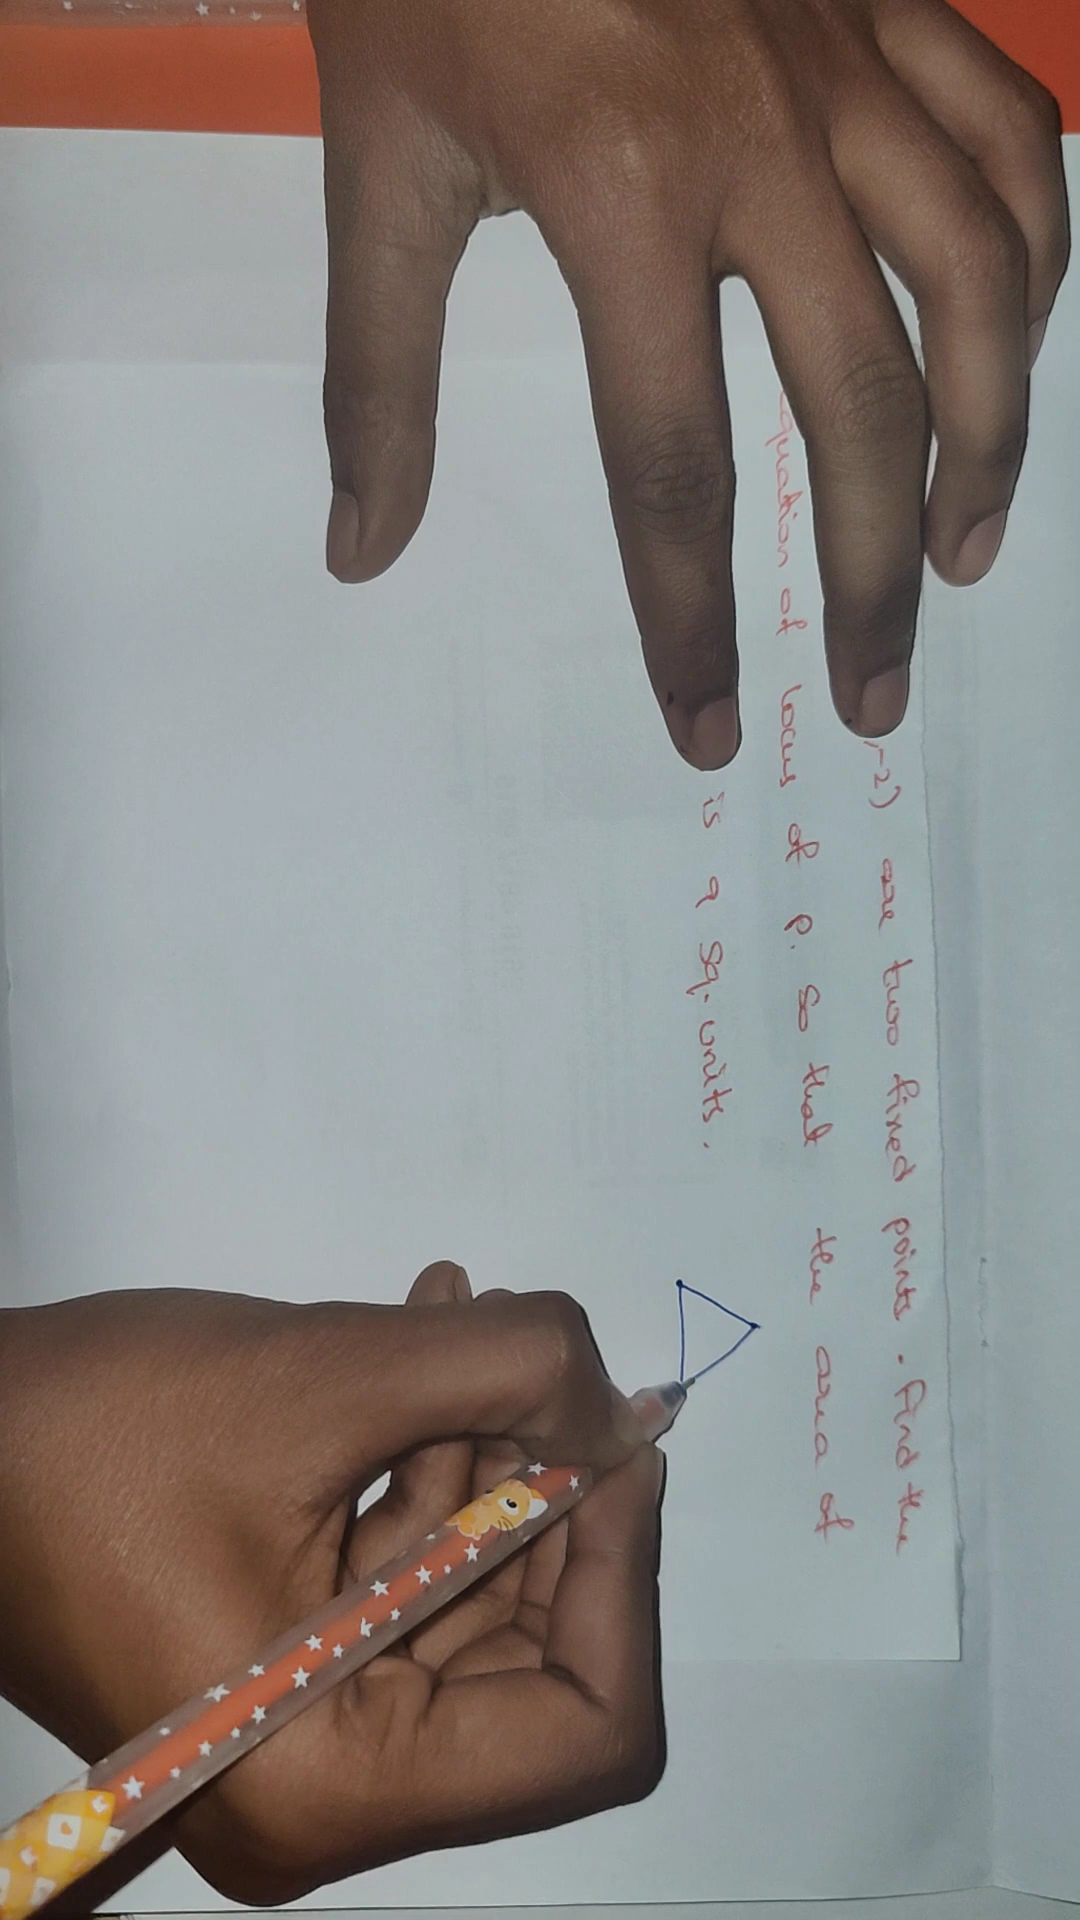 ,-2) are two fixed points. Find the
equation of locus of P. so that the area of
is 9 sq. units.